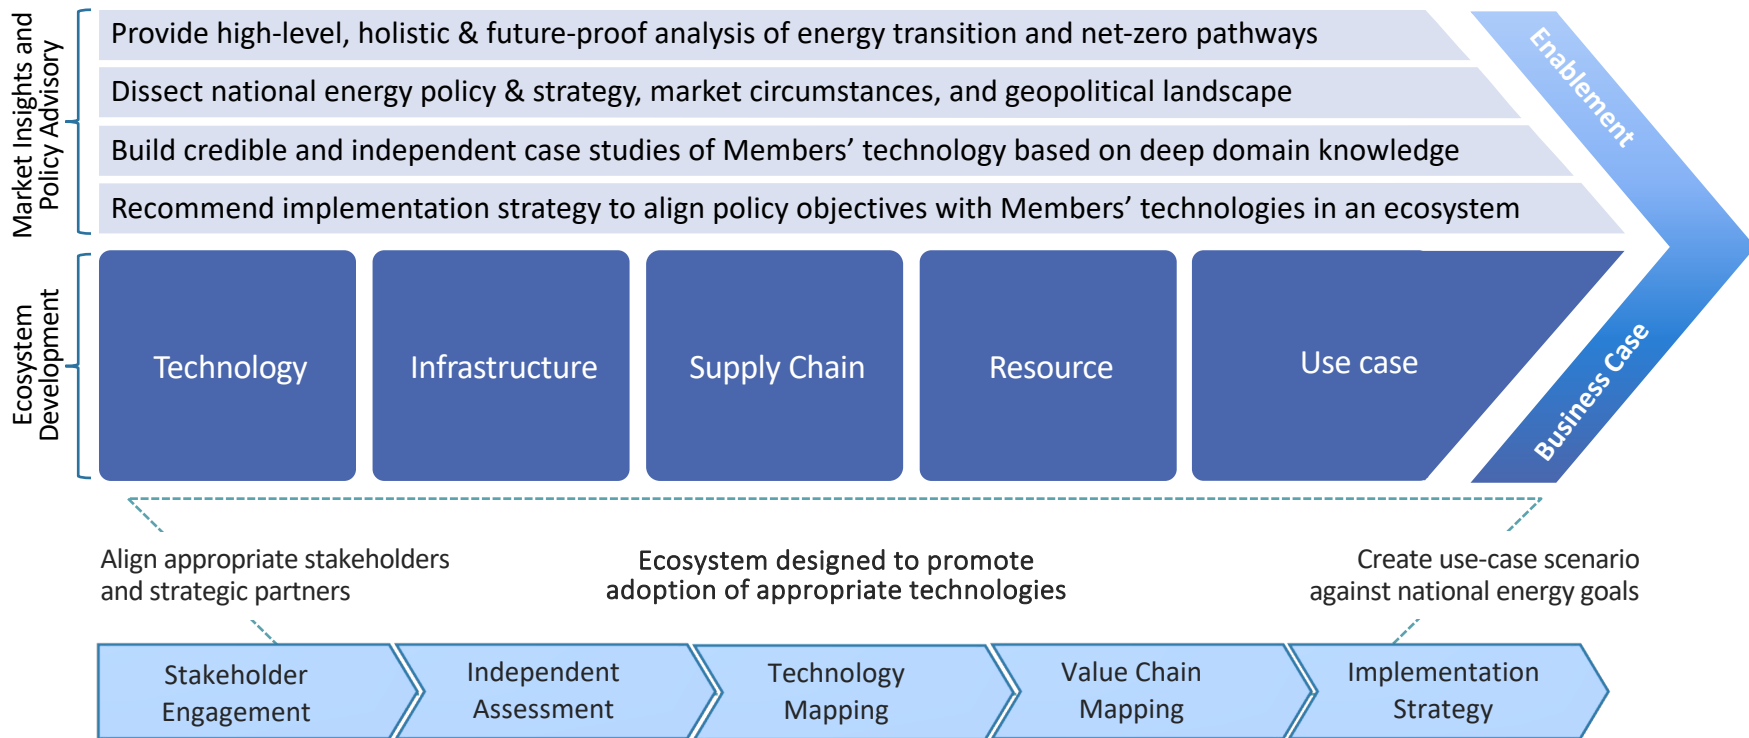 Market Insights and
Policy Advisory
Provide high-level, holistic & future-proof analysis of energy transition and net-zero pathways
Dissect national energy policy & strategy, market circumstances, and geopolitical landscape
Build credible and independent case studies of Members’ technology based on deep domain knowledge
Recommend implementation strategy to align policy objectives with Members’ technologies in an ecosystem
Enablement
Ecosystem
Development
Technology
Infrastructure
Supply Chain
Resource
Use case
Business Case
Align appropriate stakeholders
and strategic partners
Ecosystem designed to promote
adoption of appropriate technologies
Create use-case scenario
against national energy goals
Stakeholder
Engagement
Independent
Assessment
Technology
Mapping
Value Chain
Mapping
Implementation
Strategy